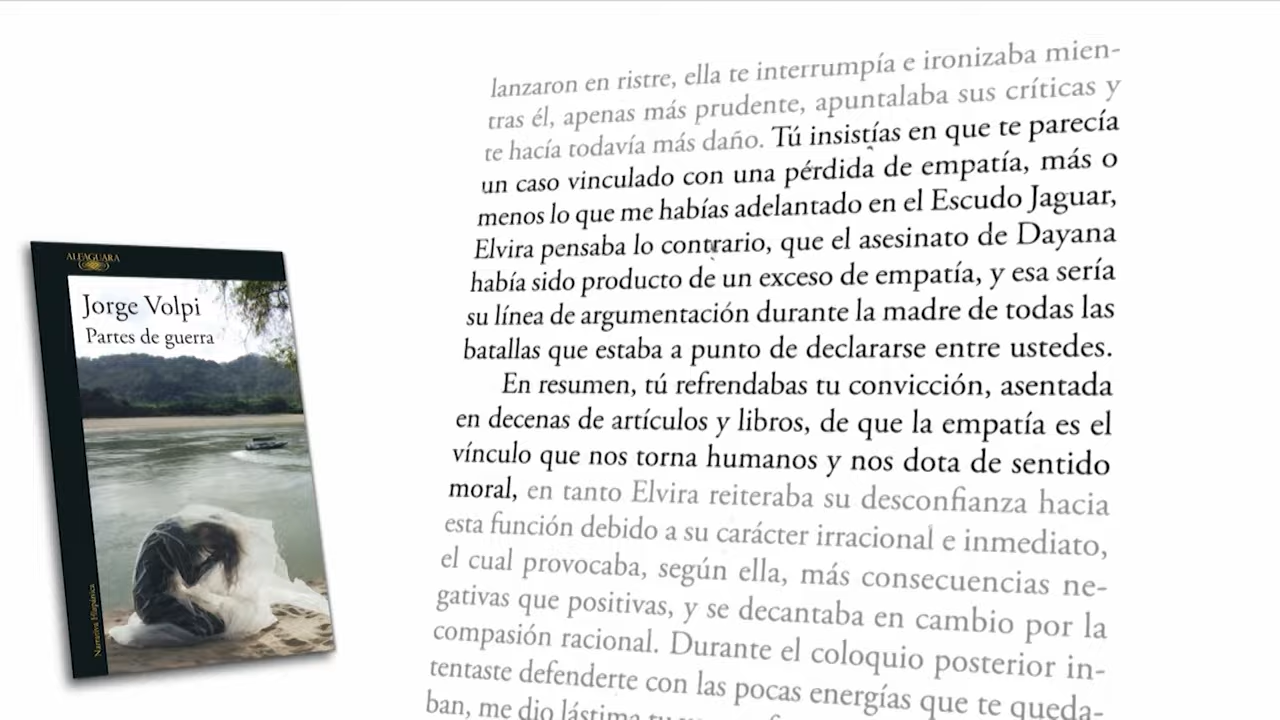 ALFAGUARA
Jorge Volpi
Partes de guerra
Narrativa Hispánica
lanzaron en ristre, ella te interrumpía e ironizaba mien-
tras él, apenas más prudente, apuntalaba sus críticas y
te hacía todavía más daño. Tú insistías en que te parecía
un caso vinculado con una pérdida de empatía, más o
menos lo que me habías adelantado en el Escudo Jaguar,
Elvira pensaba lo contrario, que el asesinato de Dayana
había sido producto de un exceso de empatía, y esa sería
su línea de argumentación durante la madre de todas las
batallas que estaba a punto de declararse entre ustedes.
En resumen, tú refrendabas tu convicción, asentada
en decenas de artículos y libros, de que la empatía es el
vínculo que nos torna humanos y nos dota de sentido
moral, en tanto Elvira reiteraba su desconfianza hacia
esta función debido a su carácter irracional e inmediato,
el cual provocaba, según ella, más consecuencias ne-
gativas que positivas, y se decantaba en cambio por la
compasión racional. Durante el coloquio posterior in-
tentaste defenderte con las pocas energías que te queda-
ban, me dio lástima tu